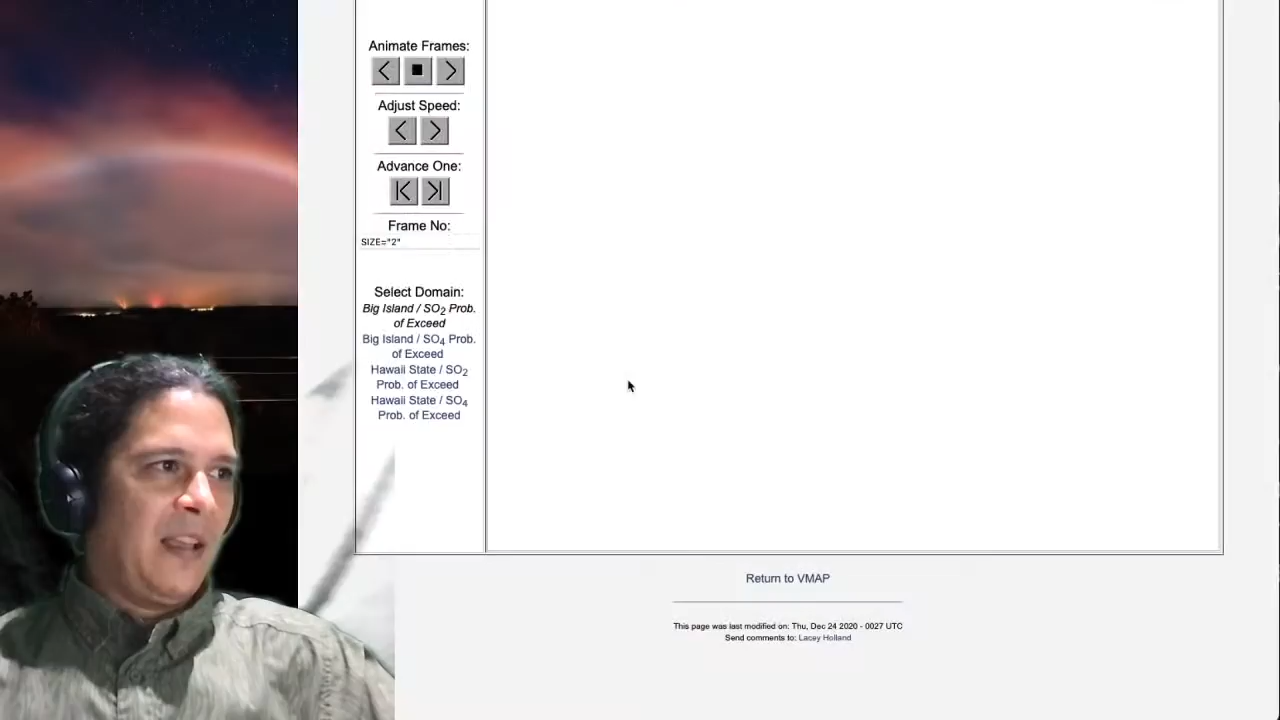 Animate Frames:
Adjust Speed:
Advance One:
Frame No:
SIZE="2"
Select Domain:
Big Island / SO2 Prob.
of Exceed
Big Island / SO4 Prob.
of Exceed
Hawaii State / SO2
Prob. of Exceed
Hawaii State / SO4
Prob. of Exceed
Return to VMAP
This page was last modified on: Thu, Dec 24 2020 - 0027 UTC
Send comments to: Lacey Holland